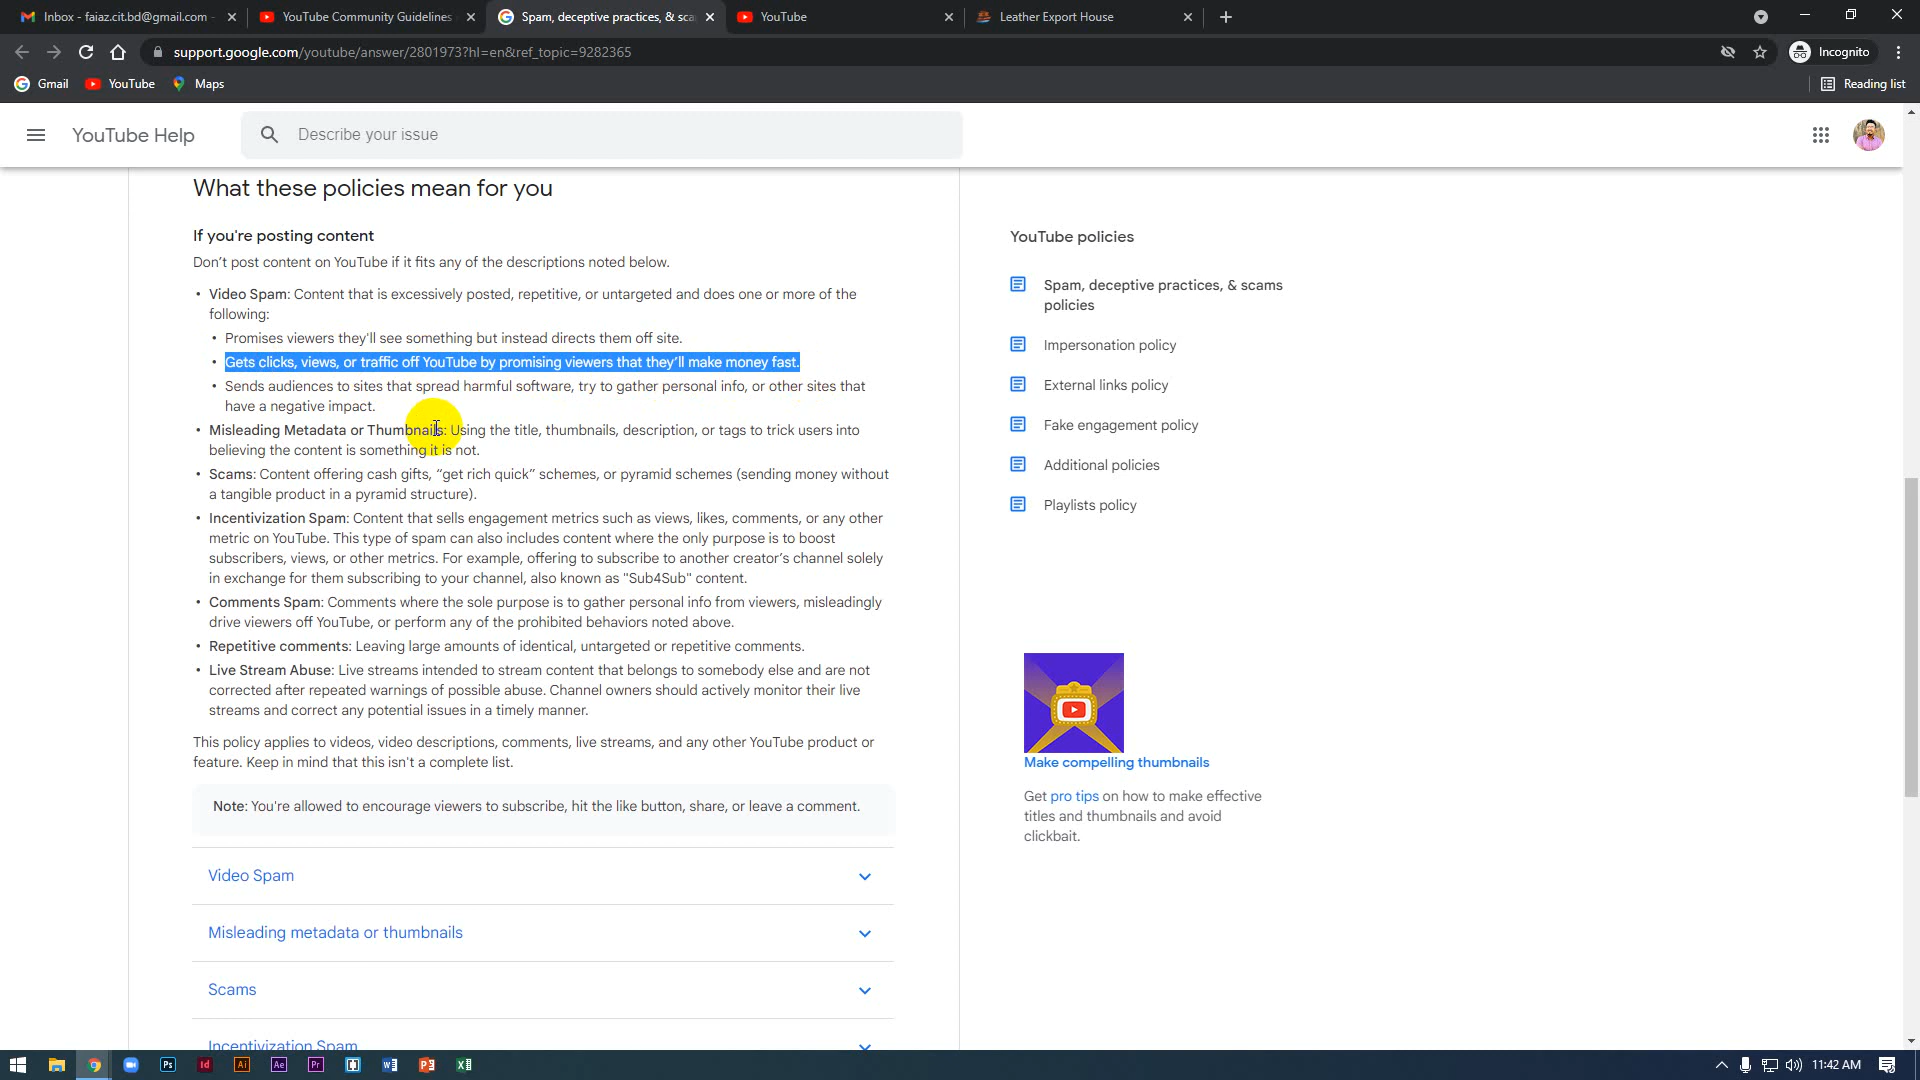 Inbox - faiaz.cit.bd@gmail.com
YouTube Community Guidelines
Spam, deceptive practices, & sca
YouTube
Leather Export House
support.google.com/youtube/answer/2801973?hl=en&ref_topic=9282365
Incognito
Gmail
YouTube
Maps
Reading list
YouTube Help
Describe your issue
What these policies mean for you
If you're posting content
Don’t post content on YouTube if it fits any of the descriptions noted below.
• Video Spam: Content that is excessively posted, repetitive, or untargeted and does one or more of the
following:
• Promises viewers they'll see something but instead directs them off site.
• Gets clicks, views, or traffic off YouTube by promising viewers that they’ll make money fast.
• Sends audiences to sites that spread harmful software, try to gather personal info, or other sites that
have a negative impact.
• Misleading Metadata or Thumbnails: Using the title, thumbnails, description, or tags to trick users into
believing the content is something it is not.
• Scams: Content offering cash gifts, “get rich quick” schemes, or pyramid schemes (sending money without
a tangible product in a pyramid structure).
• Incentivization Spam: Content that sells engagement metrics such as views, likes, comments, or any other
metric on YouTube. This type of spam can also includes content where the only purpose is to boost
subscribers, views, or other metrics. For example, offering to subscribe to another creator’s channel solely
in exchange for them subscribing to your channel, also known as "Sub4Sub" content.
• Comments Spam: Comments where the sole purpose is to gather personal info from viewers, misleadingly
drive viewers off YouTube, or perform any of the prohibited behaviors noted above.
• Repetitive comments: Leaving large amounts of identical, untargeted or repetitive comments.
• Live Stream Abuse: Live streams intended to stream content that belongs to somebody else and are not
corrected after repeated warnings of possible abuse. Channel owners should actively monitor their live
streams and correct any potential issues in a timely manner.
This policy applies to videos, video descriptions, comments, live streams, and any other YouTube product or
feature. Keep in mind that this isn't a complete list.
Note: You're allowed to encourage viewers to subscribe, hit the like button, share, or leave a comment.
Video Spam
Misleading metadata or thumbnails
Scams
Incentivization Spam
YouTube policies
Spam, deceptive practices, & scams
policies
Impersonation policy
External links policy
Fake engagement policy
Additional policies
Playlists policy
Make compelling thumbnails
Get pro tips on how to make effective
titles and thumbnails and avoid
clickbait.
Ps
Id
Ai
Ae
Pr
11:42 AM